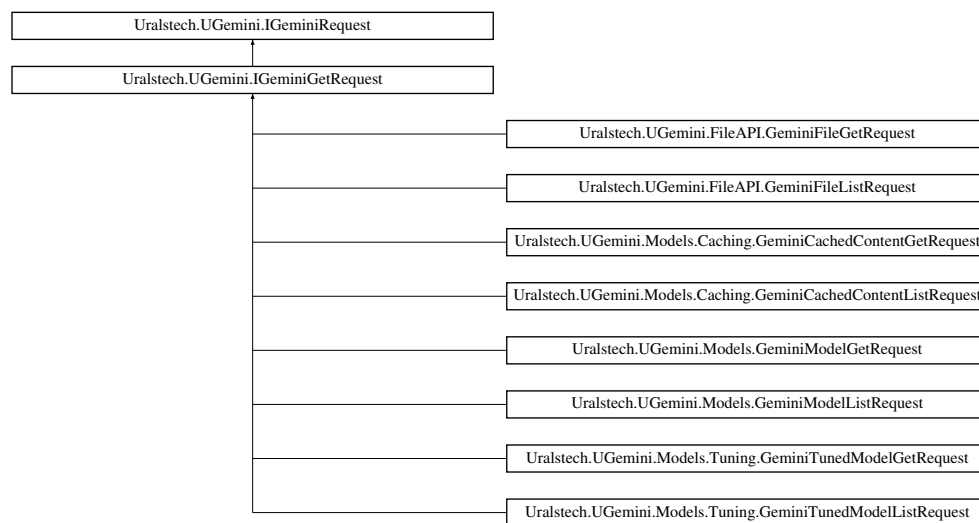 Uralstech.UGemini.IGeminiRequest
Uralstech.UGemini.IGeminiGetRequest
Uralstech.UGemini.FileAPI.GeminiFileGetRequest
Uralstech.UGemini.FileAPI.GeminiFileListRequest
Uralstech.UGemini.Models.Caching.GeminiCachedContentGetRequest
Uralstech.UGemini.Models.Caching.GeminiCachedContentListRequest
Uralstech.UGemini.Models.GeminiModelGetRequest
Uralstech.UGemini.Models.GeminiModelListRequest
Uralstech.UGemini.Models.Tuning.GeminiTunedModelGetRequest
Uralstech.UGemini.Models.Tuning.GeminiTunedModelListRequest